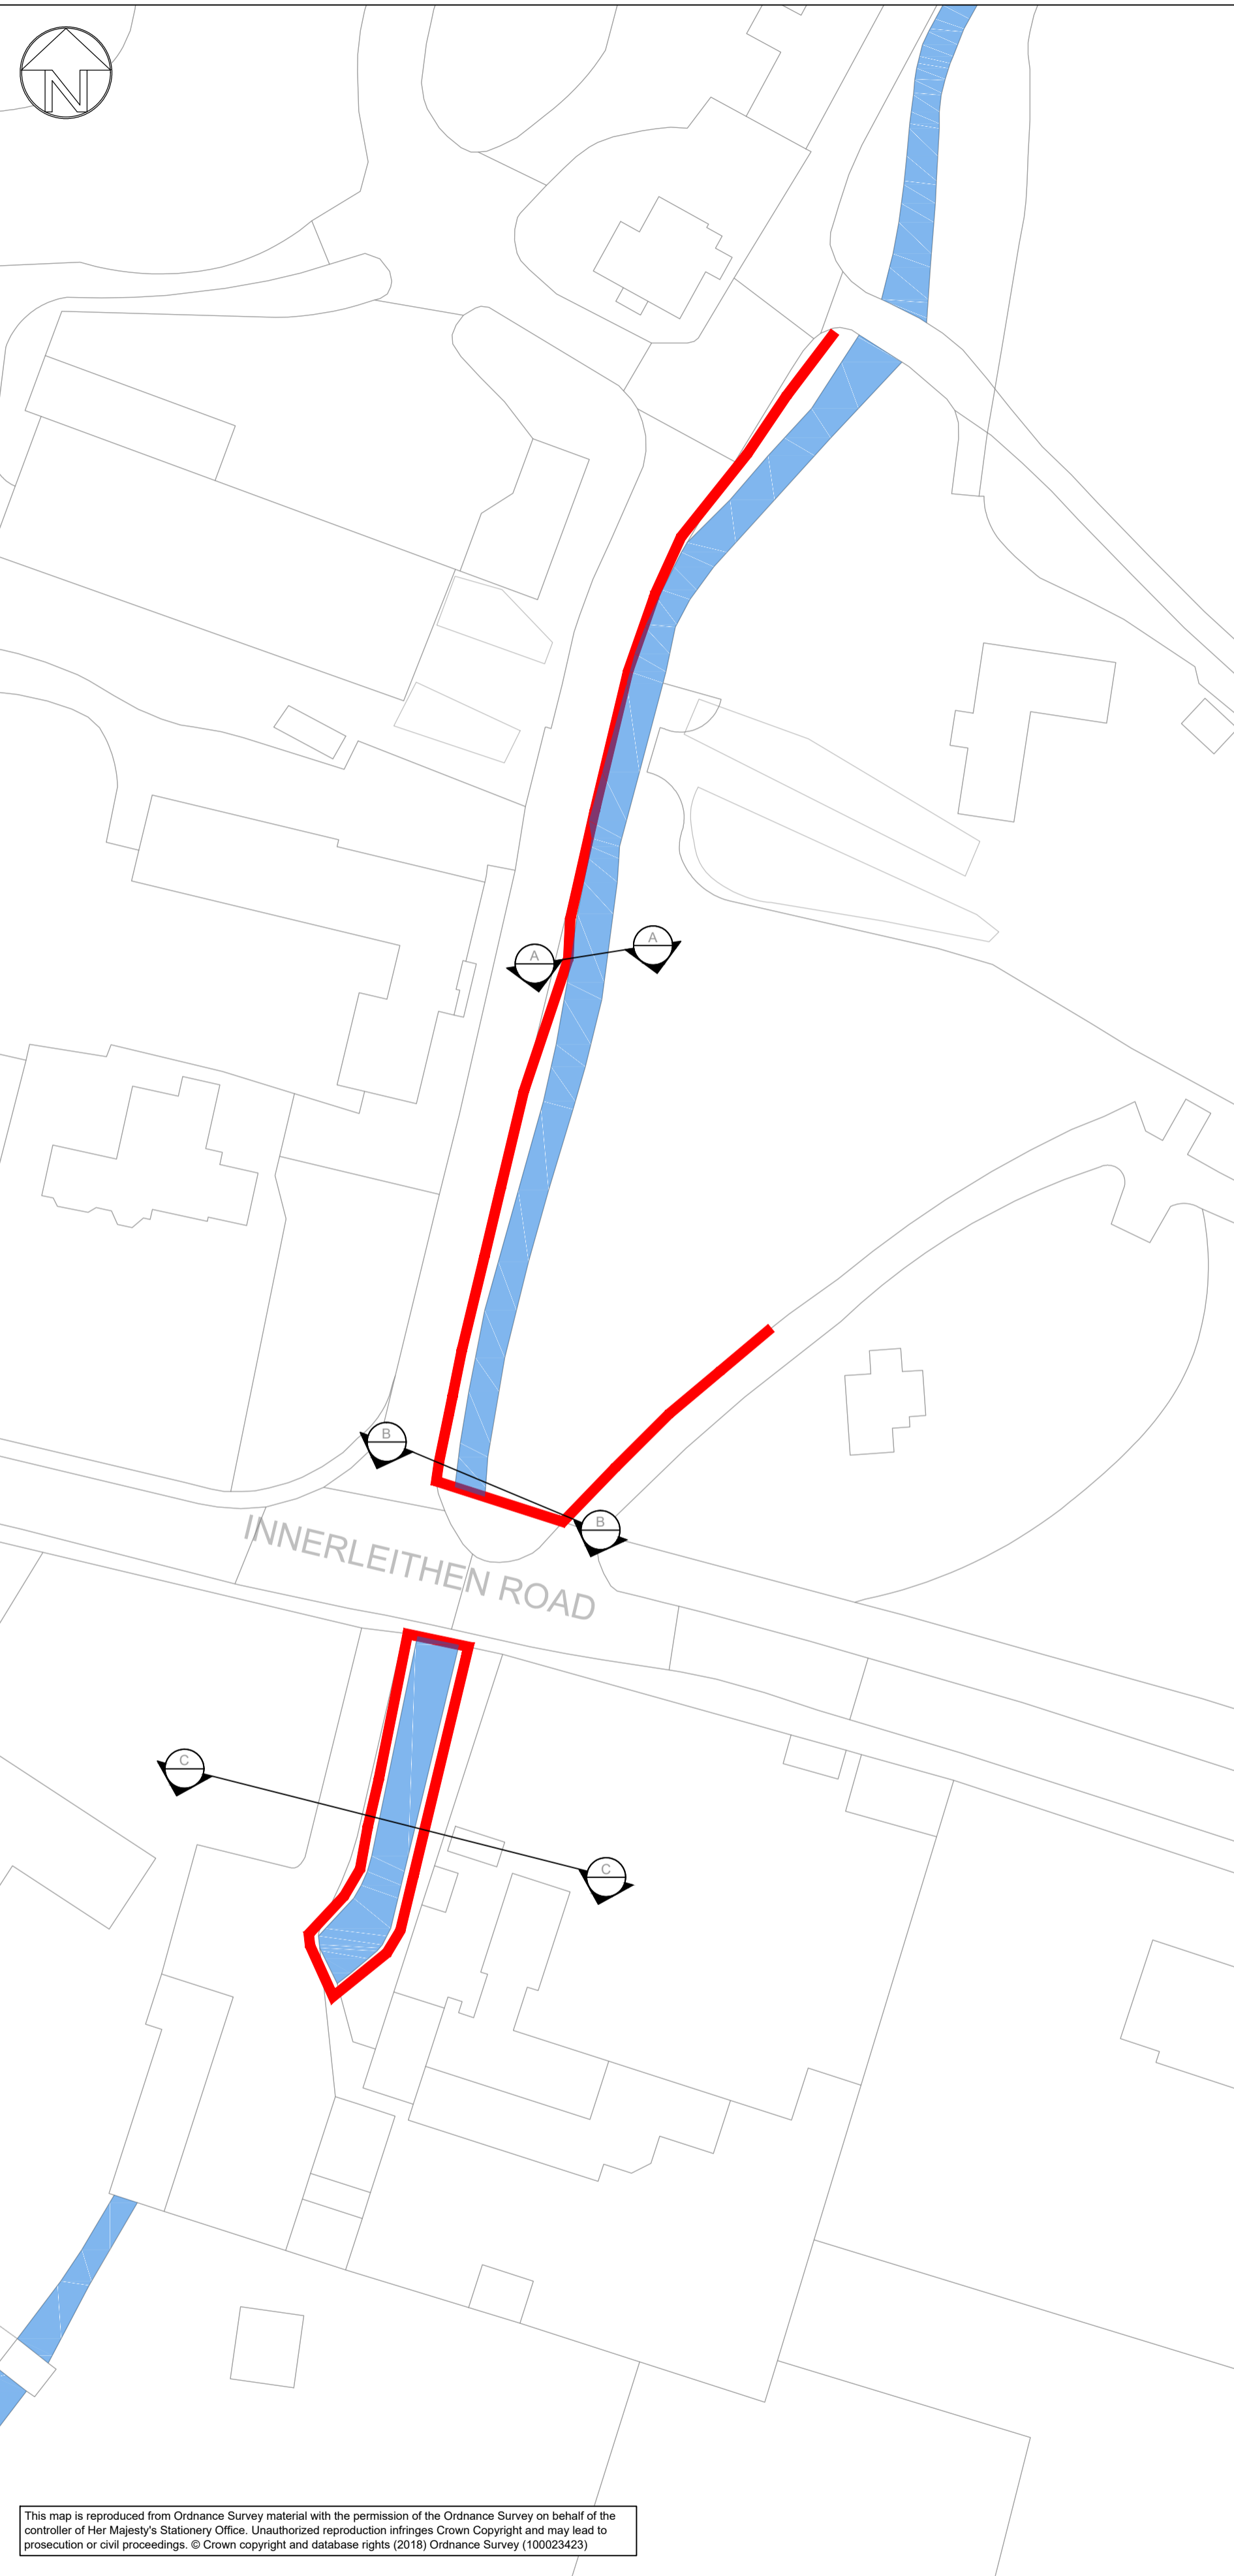 N
A
A
B
B
INNERLEITHEN ROAD
C
C
This map is reproduced from Ordnance Survey material with the permission of the Ordnance Survey on behalf of the
controller of Her Majesty's Stationery Office. Unauthorized reproduction infringes Crown Copyright and may lead to
prosecution or civil proceedings. © Crown copyright and database rights (2018) Ordnance Survey (100023423)